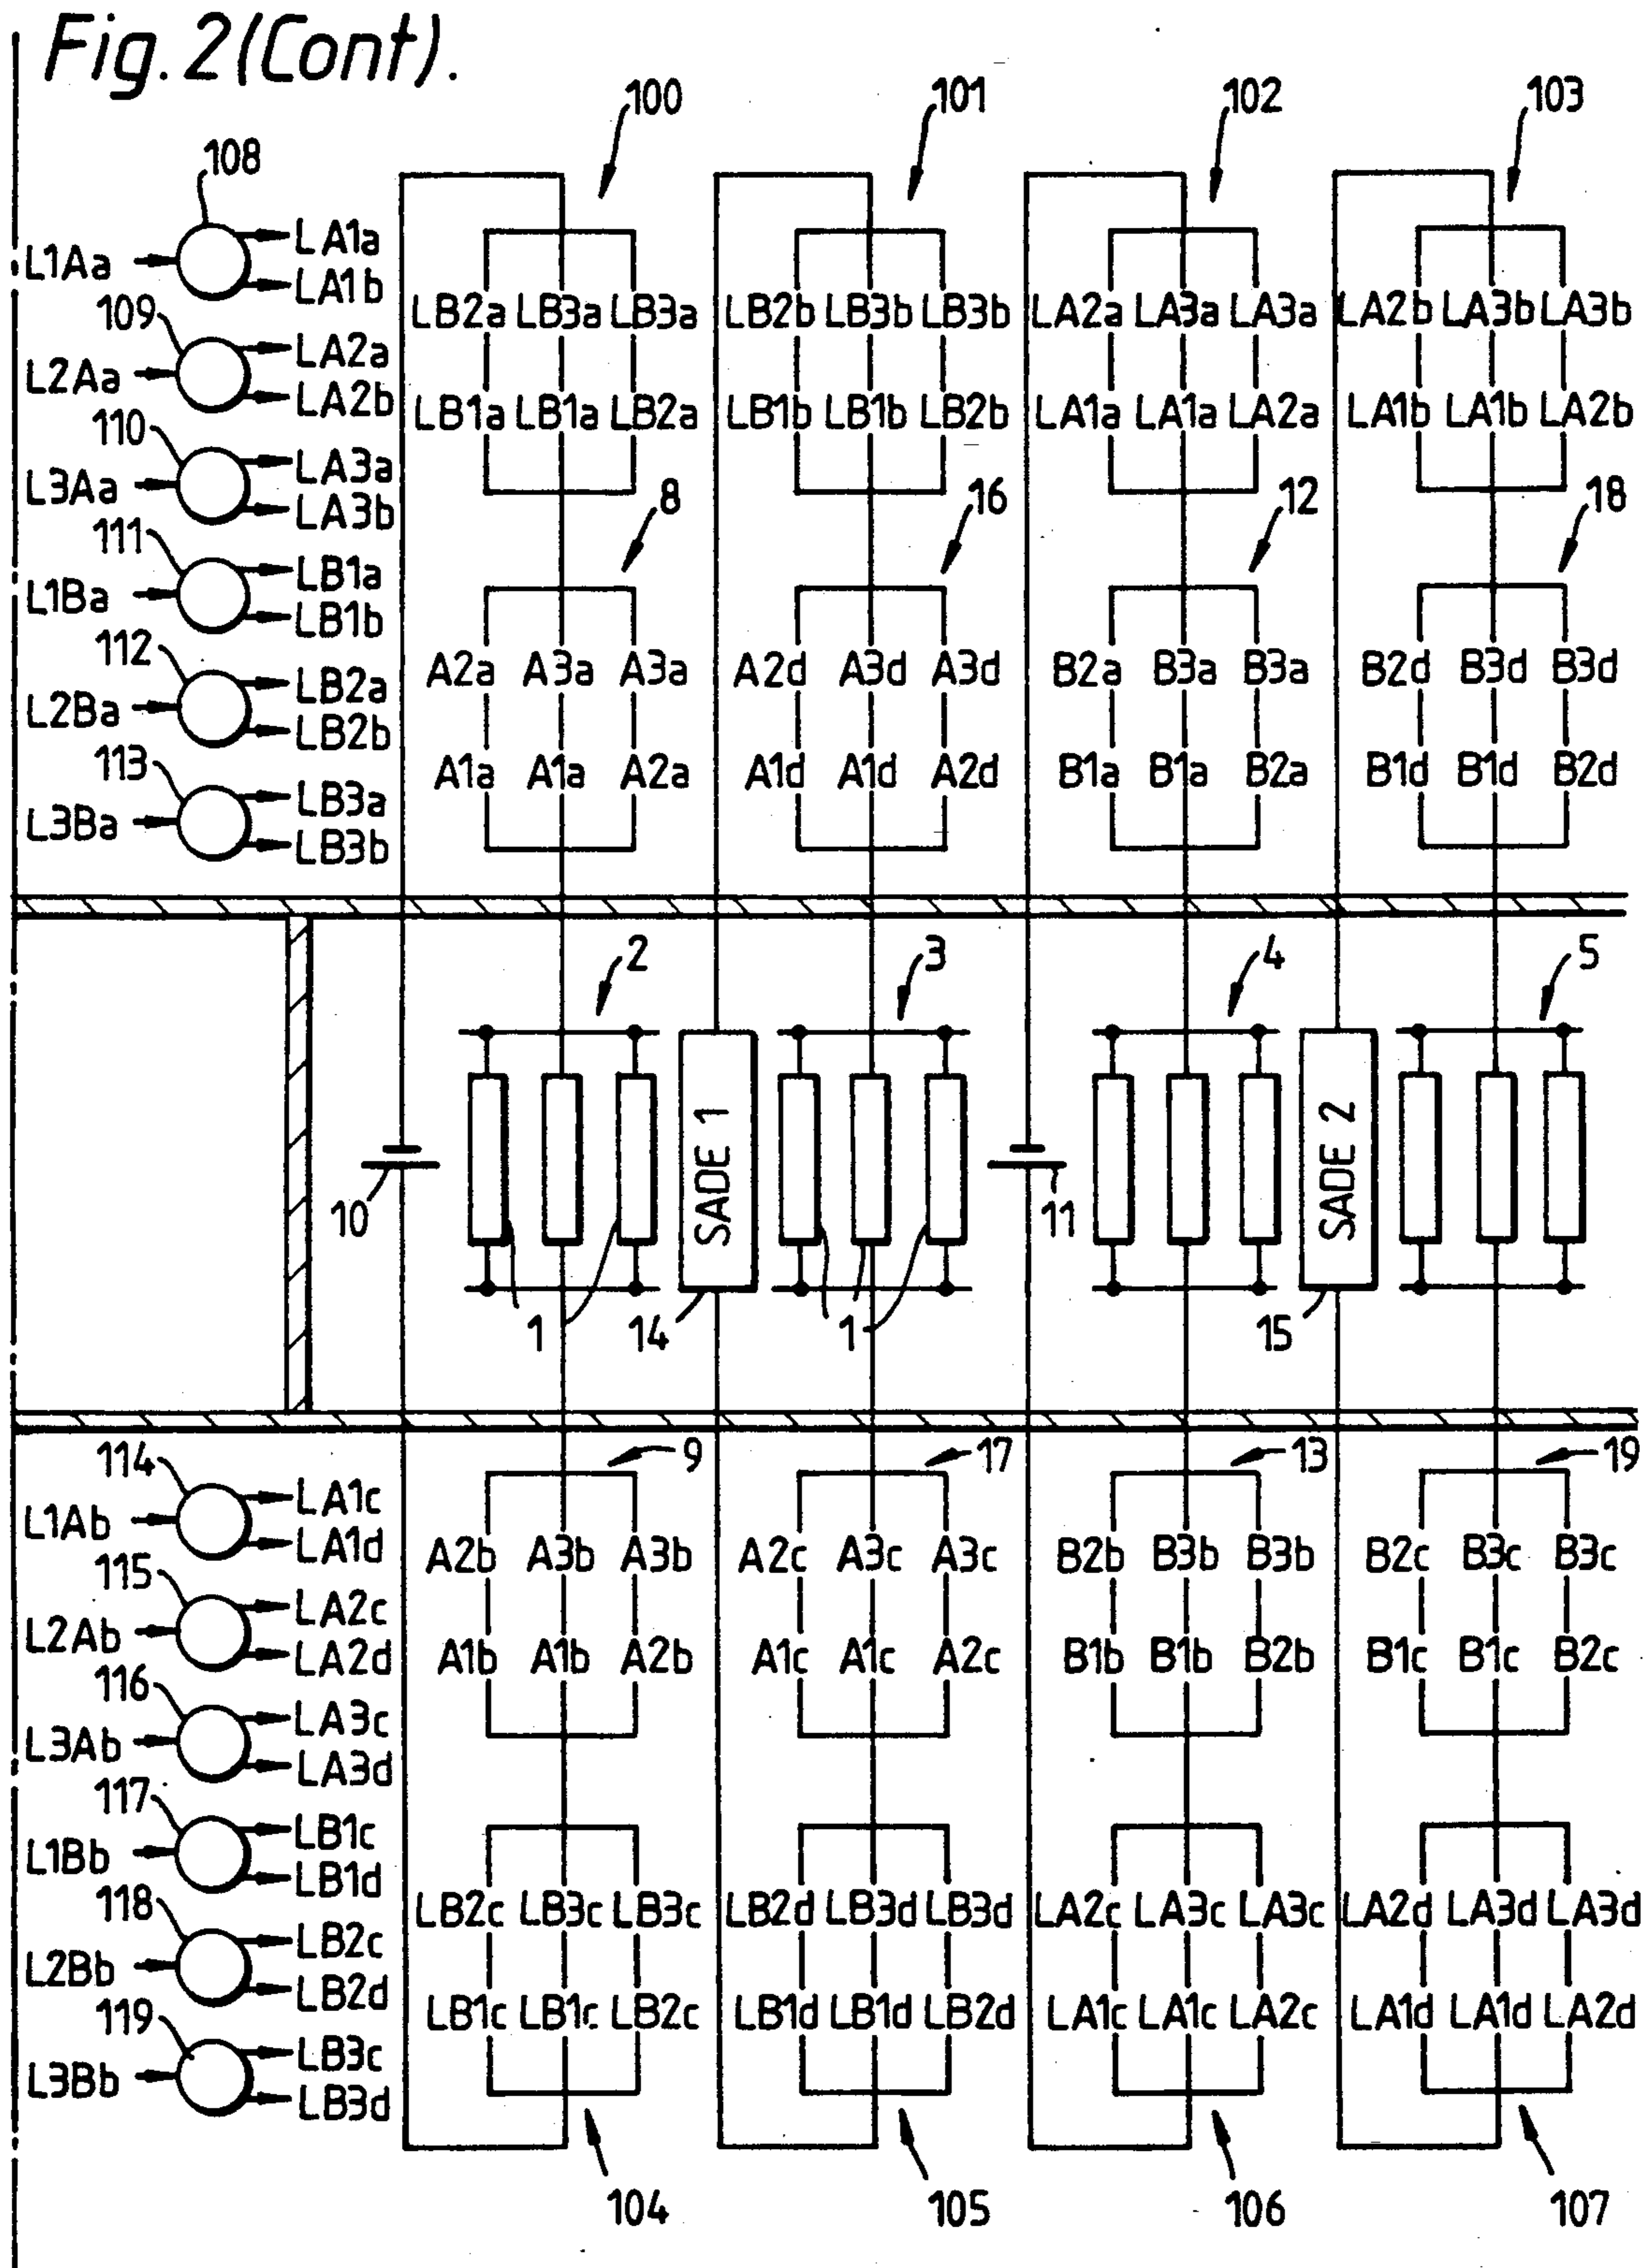 Fig. 2(Cont).
100 101 102 103
108
L1Aa LA1a
LA1b
109
L2Aa LA2a
LA2b
110
L3Aa LA3a
LA3b
111
L1Ba LB1a
LB1b
112
L2Ba LB2a
LB2b
113
L3Ba LB3a
LB3b
LB2a LB3a LB3a LB2b LB3b LB3b LA2a LA3a LA3a LA2b LA3b LA3b
LB1a LB1a LB2a LB1b LB1b LB2b LA1a LA1a LA2a LA1b LA1b LA2b
8 16 12 18
A2a A3a A3a A2d A3d A3d B2a B3a B3a B2d B3d B3d
A1a A1a A2a A1d A1d A2d B1a B1a B2a B1d B1d B2d
2 3 4 5
SADE 1
SADE 2
10 11
1 14 1 15
9 17 13 19
114
L1Ab LA1c
LA1d
115
L2Ab LA2c
LA2d
116
L3Ab LA3c
LA3d
117
L1Bb LB1c
LB1d
118
L2Bb LB2c
LB2d
119
L3Bb LB3c
LB3d
A2b A3b A3b A2c A3c A3c B2b B3b B3b B2c B3c B3c
A1b A1b A2b A1c A1c A2c B1b B1b B2b B1c B1c B2c
LB2c LB3c LB3c LB2d LB3d LB3d LA2c LA3c LA3c LA2d LA3d LA3d
LB1c LB1c LB2c LB1d LB1d LB2d LA1c LA1c LA2c LA1d LA1d LA2d
104 105 106 107